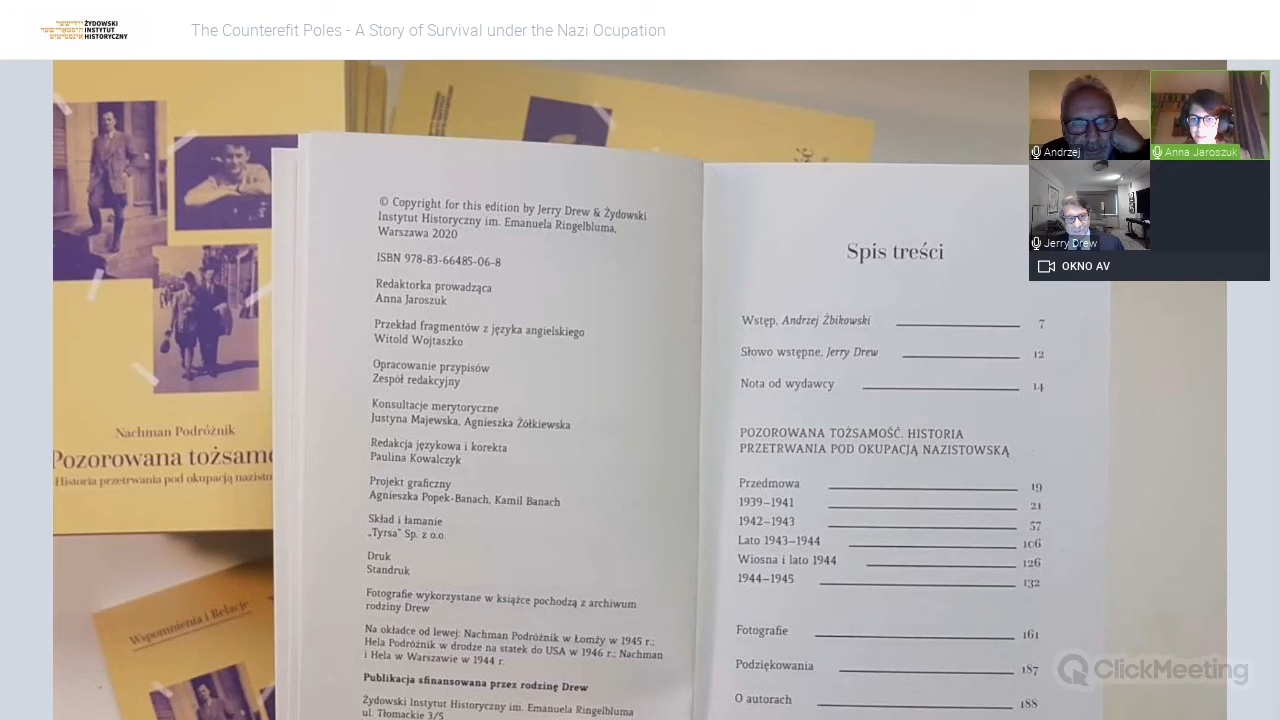 ייִדישער
היסטאָרישער
אינסטיטוט
ŻYDOWSKI
INSTYTUT
HISTORYCZNY
The Counterefit Poles - A Story of Survival under the Nazi Ocupation
Nachman Podróżnik
Pozorowana tożsamo
Historia przetrwania pod okupacją nazisto
Wspomnienia i Relacje
© Copyright for this edition by Jerry Drew & Żydowski
Instytut Historyczny im. Emanuela Ringelbluma,
Warszawa 2020
ISBN 978-83-66485-06-8
Redaktorka prowadząca
Anna Jaroszuk
Przekład fragmentów z języka angielskiego
Witold Wojtaszko
Opracowanie przypisów
Zespół redakcyjny
Konsultacje merytoryczne
Justyna Majewska, Agnieszka Żółkiewska
Redakcja językowa i korekta
Paulina Kowalczyk
Projekt graficzny
Agnieszka Popek-Banach, Kamil Banach
Skład i łamanie
„Tyrsa” Sp. z o.o.
Druk
Standruk
Fotografie wykorzystane w książce pochodzą z archiwum
rodziny Drew
Na okładce od lewej: Nachman Podróżnik w Łomży w 1945 r.;
Hela Podróżnik w drodze na statek do USA w 1946 r.; Nachman
i Hela w Warszawie w 1944 r.
Publikacja sfinansowana przez rodzinę Drew
Żydowski Instytut Historyczny im. Emanuela Ringelbluma
ul. Tłomackie 3/5
Spis treści
Wstęp, Andrzej Żbikowski 7
Słowo wstępne, Jerry Drew 12
Nota od wydawcy 14
POZOROWANA TOŻSAMOŚĆ. HISTORIA
PRZETRWANIA POD OKUPACJĄ NAZISTOWSKĄ
Przedmowa 19
1939–1941 21
1942–1943 57
Lato 1943–1944 106
Wiosna i lato 1944 126
1944–1945 132
Fotografie 161
Podziękowania 187
O autorach 188
Andrzej
Anna Jaroszuk
Jerry Drew
OKNO AV
ClickMeeting